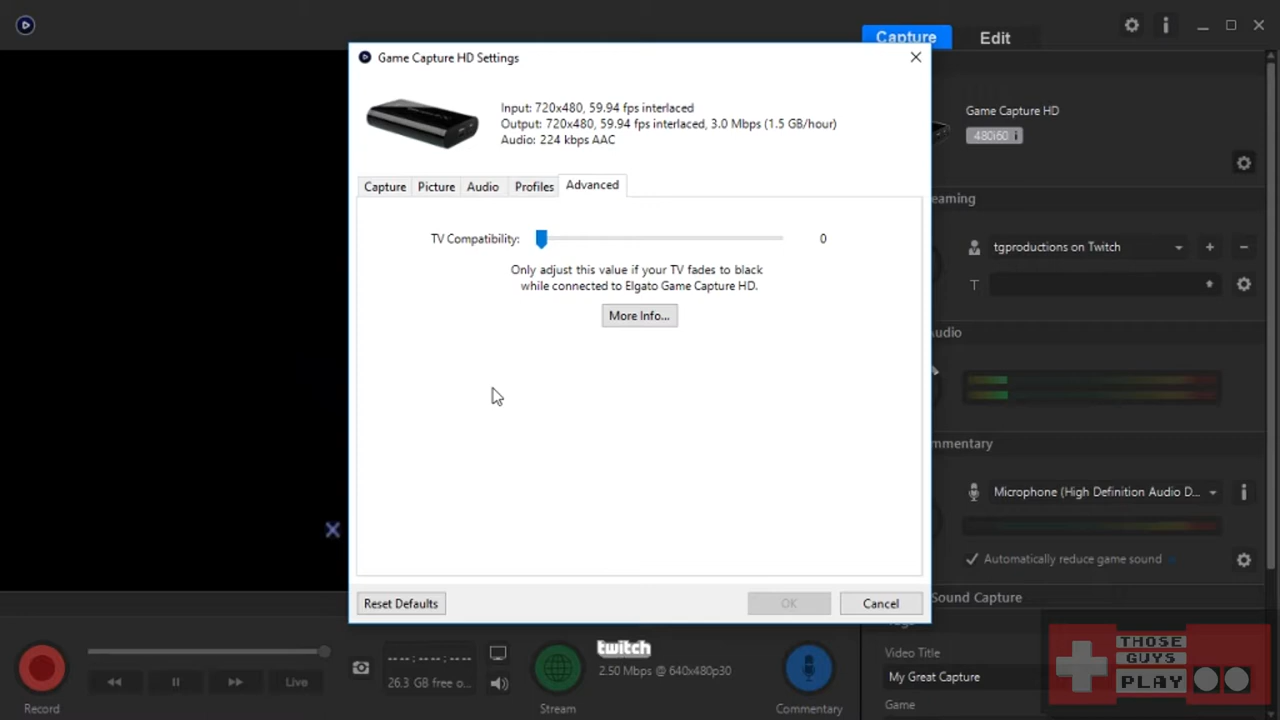 Capture
Edit
Game Capture HD Settings
Input: 720x480, 59.94 fps interlaced
Output: 720x480, 59.94 fps interlaced, 3.0 Mbps (1.5 GB/hour)
Audio: 224 kbps AAC
Capture
Picture
Audio
Profiles
Advanced
TV Compatibility:
0
Only adjust this value if your TV fades to black
while connected to Elgato Game Capture HD.
More Info...
Reset Defaults
OK
Cancel
Game Capture HD
480i60
eaming
tgproductions on Twitch
T
Audio
mmentary
Microphone (High Definition Audio D...
Automatically reduce game sound
Sound Capture
Video Title
My Great Capture
Game
Record
Live
--:--:--
26.3 GB free o...
Stream
twitch
2.50 Mbps @ 640x480p30
Commentary
THOSE
GUYS
PLAY